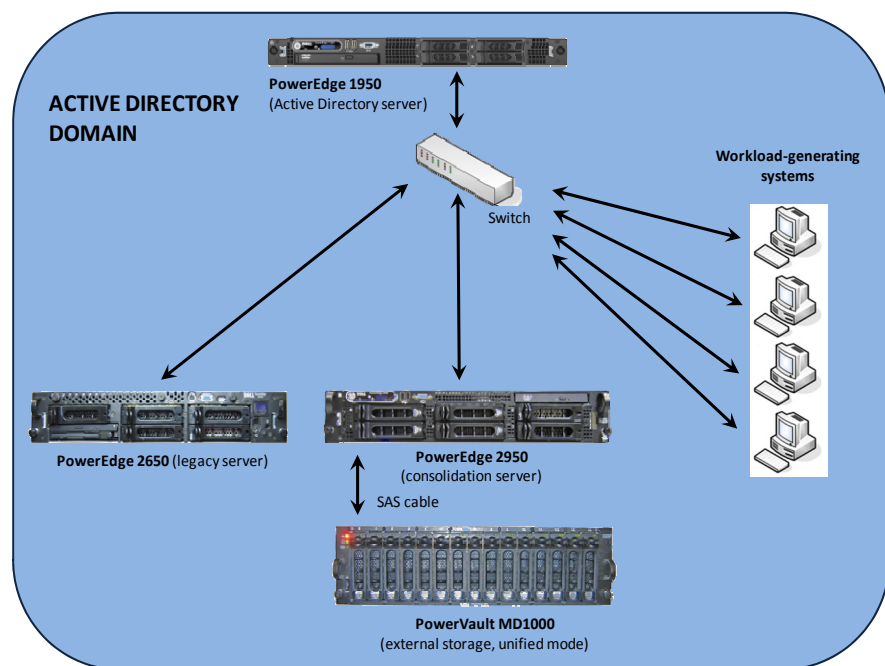 PowerEdge 1950
(Active Directory server)
ACTIVE DIRECTORY
DOMAIN
Workload-generating
systems
Switch
PowerEdge 2650 (legacy server)
PowerEdge 2950
(consolidation server)
SAS cable
PowerVault MD1000
(external storage, unified mode)